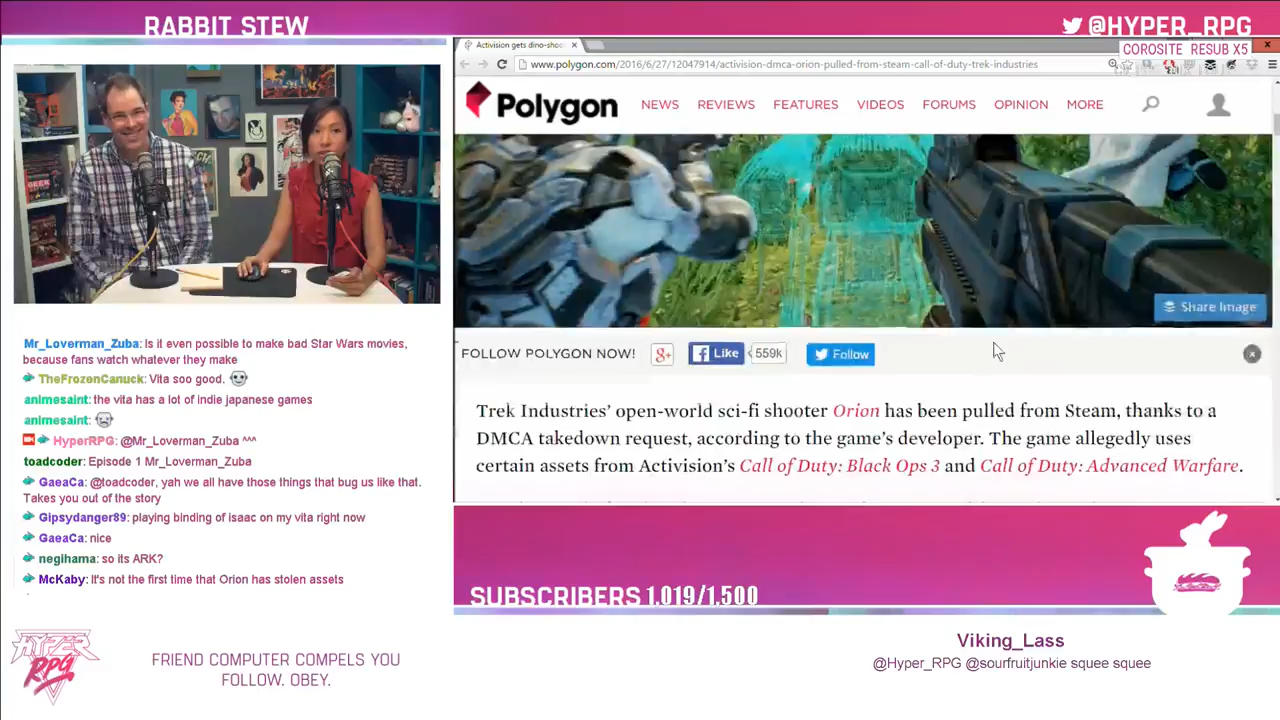 RABBIT STEW
@HYPER_RPG
COROSITE RESUB X5
Activision gets dino-shoo
www.polygon.com/2016/6/27/12047914/activision-dmca-orion-pulled-from-steam-call-of-duty-trek-industries
Polygon NEWS REVIEWS FEATURES VIDEOS FORUMS OPINION MORE
Share Image
FOLLOW POLYGON NOW! g+ Like 559k Follow
Trek Industries' open-world sci-fi shooter Orion has been pulled from Steam, thanks to a
DMCA takedown request, according to the game's developer. The game allegedly uses
certain assets from Activision's Call of Duty: Black Ops 3 and Call of Duty: Advanced Warfare.
GEEK
Mr_Loverman_Zuba: Is it even possible to make bad Star Wars movies,
because fans watch whatever they make
TheFrozenCanuck: Vita soo good.
animesaint: the vita has a lot of indie japanese games
animesaint:
HyperRPG: @Mr_Loverman_Zuba ^^^
toadcoder: Episode 1 Mr_Loverman_Zuba
GaeaCa: @toadcoder, yah we all have those things that bug us like that.
Takes you out of the story
Gipsydanger89: playing binding of isaac on my vita right now
GaeaCa: nice
negihama: so its ARK?
McKaby: It's not the first time that Orion has stolen assets
SUBSCRIBERS 1,019/1,500
HYPER
RPG
FRIEND COMPUTER COMPELS YOU
FOLLOW. OBEY.
Viking_Lass
@Hyper_RPG @sourfruitjunkie squee squee